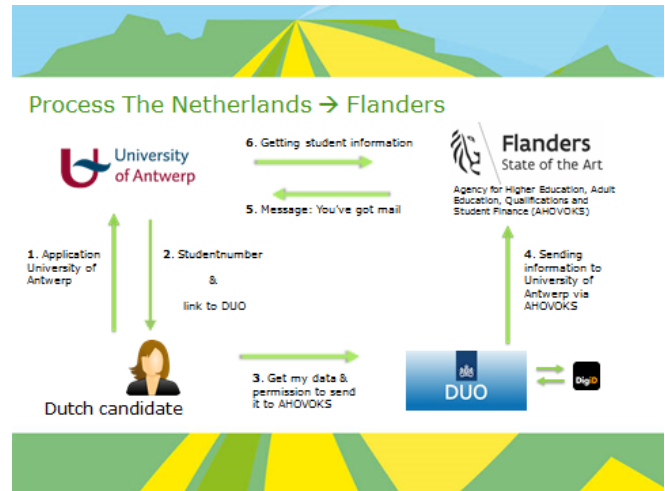 Process The Netherlands → Flanders
University
of Antwerp
6. Getting student information
Flanders
State of the Art
Agency for Higher Education, Adult
Education, Qualifications and
Student Finance (AHOVOKS)
5. Message: You've got mail
1. Application
University of
Antwerp
2. Studentnumber
&
link to DUO
4. Sending
information to
University of
Antwerp via
AHOVOKS
Dutch candidate
3. Get my data &
permission to send
it to AHOVOKS
DUO
DigiD